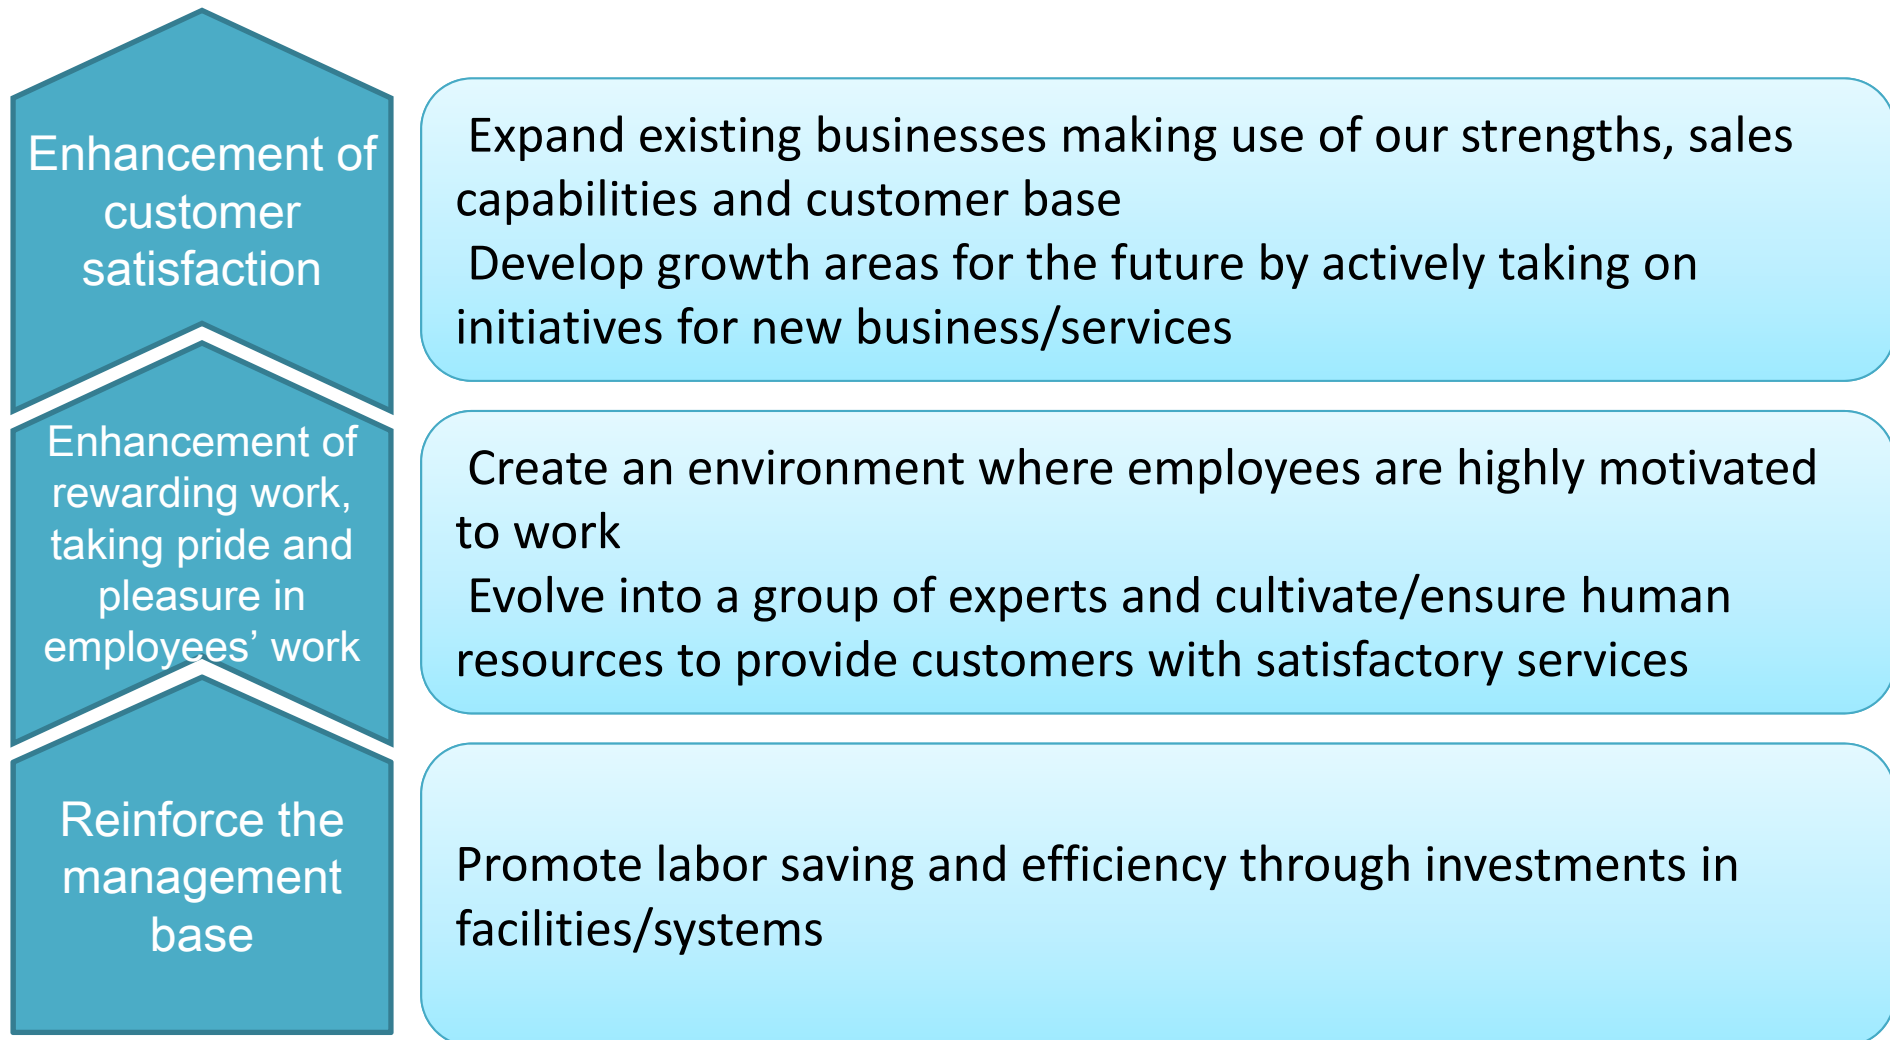 Enhancement of
customer
satisfaction
Expand existing businesses making use of our strengths, sales
capabilities and customer base
Develop growth areas for the future by actively taking on
initiatives for new business/services
Enhancement of
rewarding work,
taking pride and
pleasure in
employees’ work
Create an environment where employees are highly motivated
to work
Evolve into a group of experts and cultivate/ensure human
resources to provide customers with satisfactory services
Reinforce the
management
base
Promote labor saving and efficiency through investments in
facilities/systems